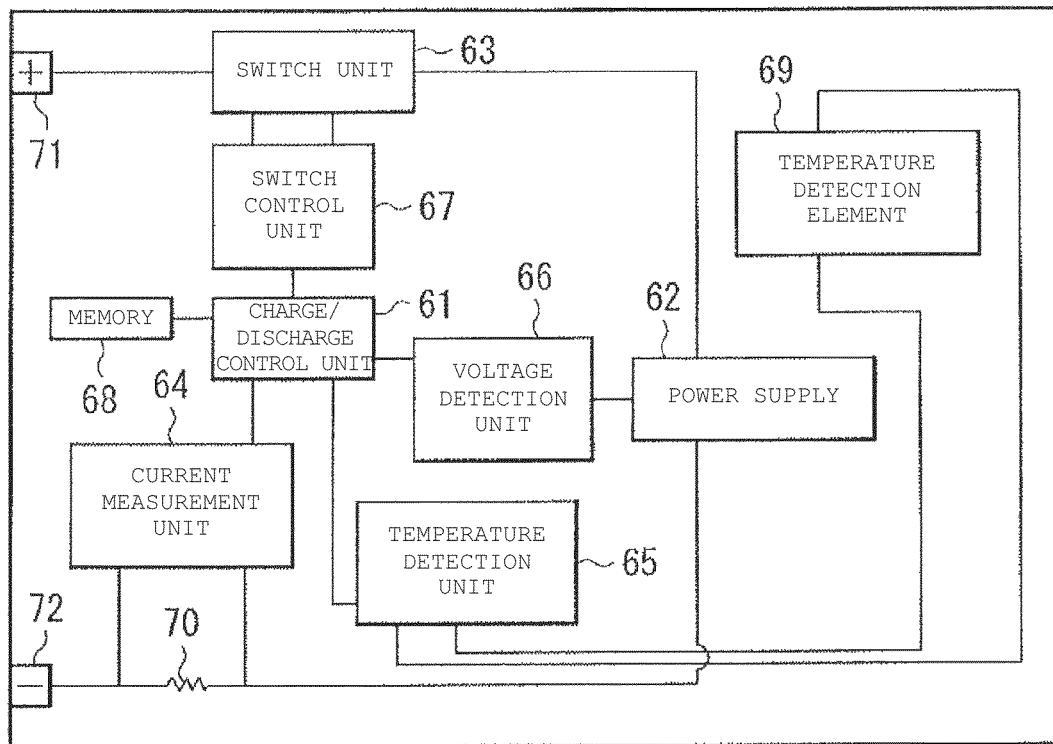 +
71
SWITCH UNIT
63
SWITCH
CONTROL
UNIT
67
69
TEMPERATURE
DETECTION
ELEMENT
MEMORY
68
CHARGE/
DISCHARGE
CONTROL UNIT
61
66
VOLTAGE
DETECTION
UNIT
62
POWER SUPPLY
64
CURRENT
MEASUREMENT
UNIT
TEMPERATURE
DETECTION
UNIT
65
72
−
70